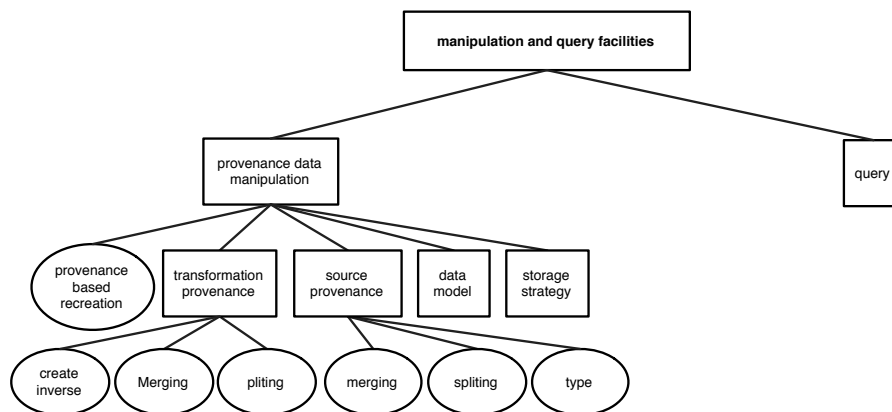 manipulation and query facilities
provenance data
manipulation
query
provenance
based
recreation
transformation
provenance
source
provenance
data
model
storage
strategy
create
inverse
Merging
pliting
merging
spliting
type